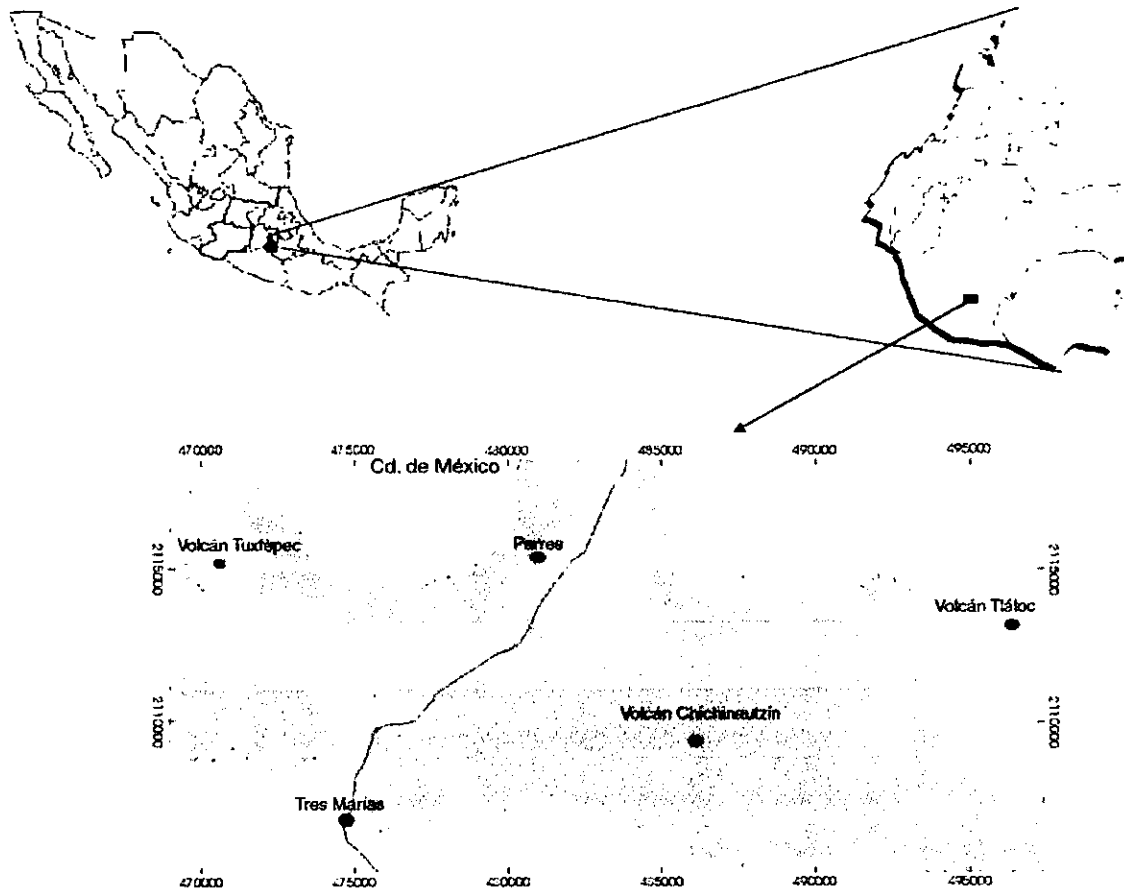 470000 475000 480000 485000 490000 495000
Cd. de México
Volcán Tuxtepec
Parres
2115000 2115000
Volcán Tláloc
2110000 2110000
Volcán Chichinautzin
Tres Marías
470000 475000 480000 485000 490000 495000